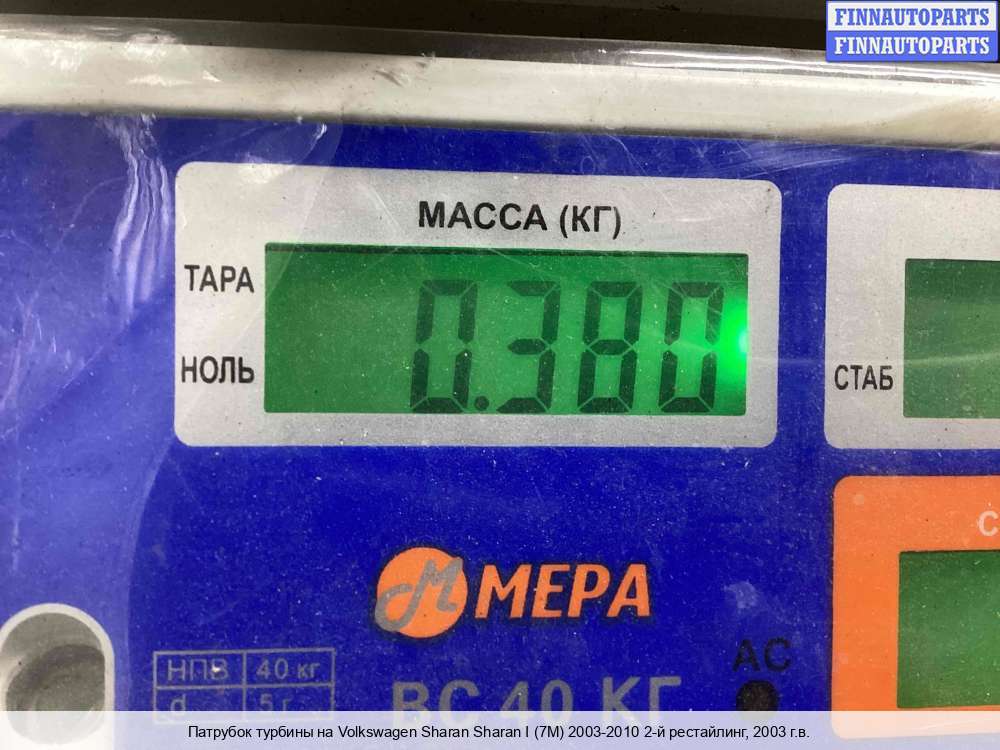 FINNAUTOPARTS
FINNAUTOPARTS
МАССА (КГ)
ТАРА
0.380
НОЛЬ
СТАБ
С
М МЕРА
АС
НПВ 40 кг
d 5 г
ВС 40 КГ
Патрубок турбины на Volkswagen Sharan Sharan I (7M) 2003-2010 2-й рестайлинг, 2003 г.в.